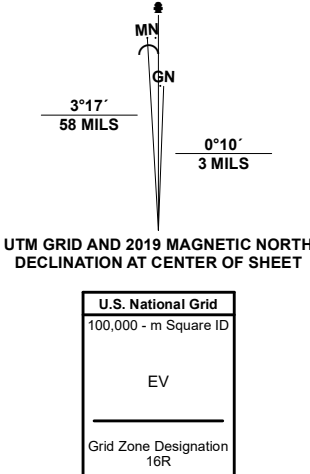 MN
GN
3°17´
58 MILS
0°10´
3 MILS
UTM GRID AND 2019 MAGNETIC NORTH
DECLINATION AT CENTER OF SHEET
U.S. National Grid
100,000 - m Square ID
EV
Grid Zone Designation
16R